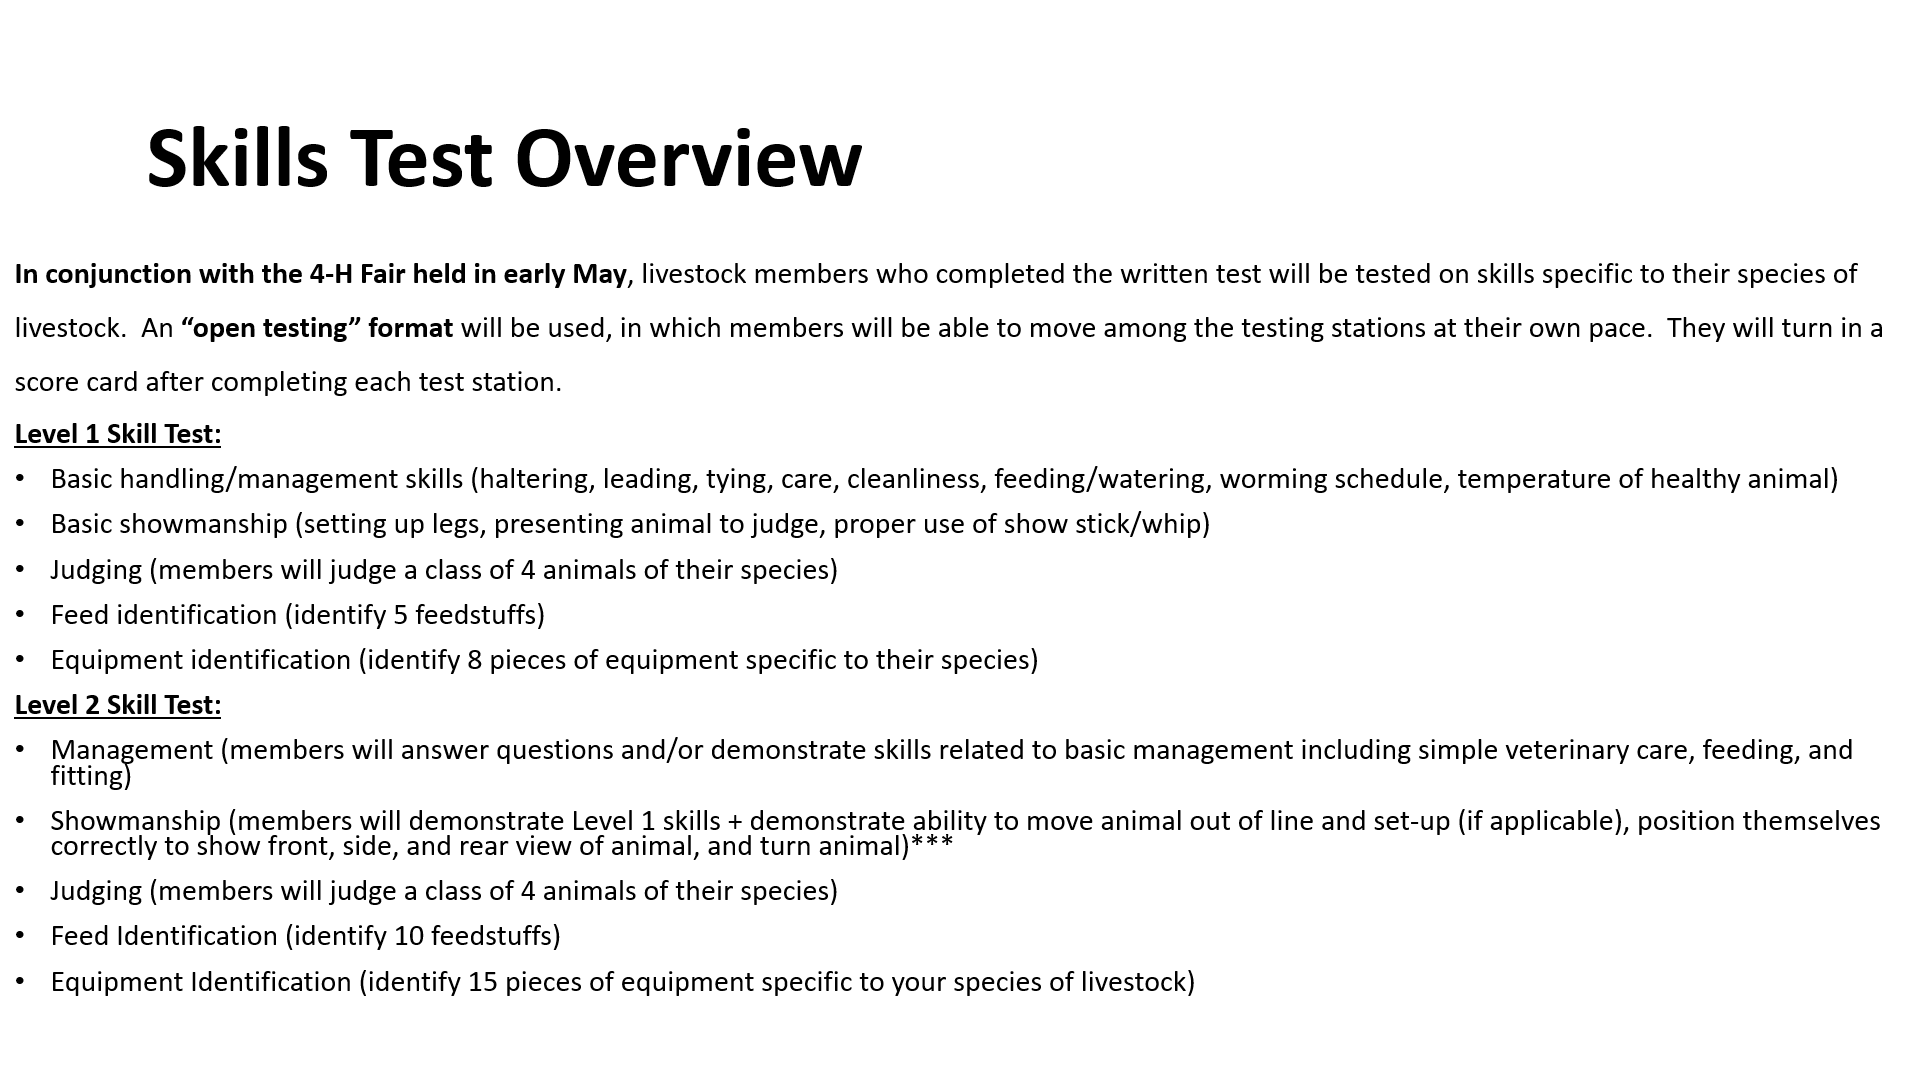 Skills Test Overview
In conjunction with the 4-H Fair held in early May, livestock members who completed the written test will be tested on skills specific to their species of
livestock.  An “open testing” format will be used, in which members will be able to move among the testing stations at their own pace.  They will turn in a
score card after completing each test station.
Level 1 Skill Test:
• Basic handling/management skills (haltering, leading, tying, care, cleanliness, feeding/watering, worming schedule, temperature of healthy animal)
• Basic showmanship (setting up legs, presenting animal to judge, proper use of show stick/whip)
• Judging (members will judge a class of 4 animals of their species)
• Feed identification (identify 5 feedstuffs)
• Equipment identification (identify 8 pieces of equipment specific to their species)
Level 2 Skill Test:
• Management (members will answer questions and/or demonstrate skills related to basic management including simple veterinary care, feeding, and
fitting)
• Showmanship (members will demonstrate Level 1 skills + demonstrate ability to move animal out of line and set-up (if applicable), position themselves
correctly to show front, side, and rear view of animal, and turn animal)***
• Judging (members will judge a class of 4 animals of their species)
• Feed Identification (identify 10 feedstuffs)
• Equipment Identification (identify 15 pieces of equipment specific to your species of livestock)